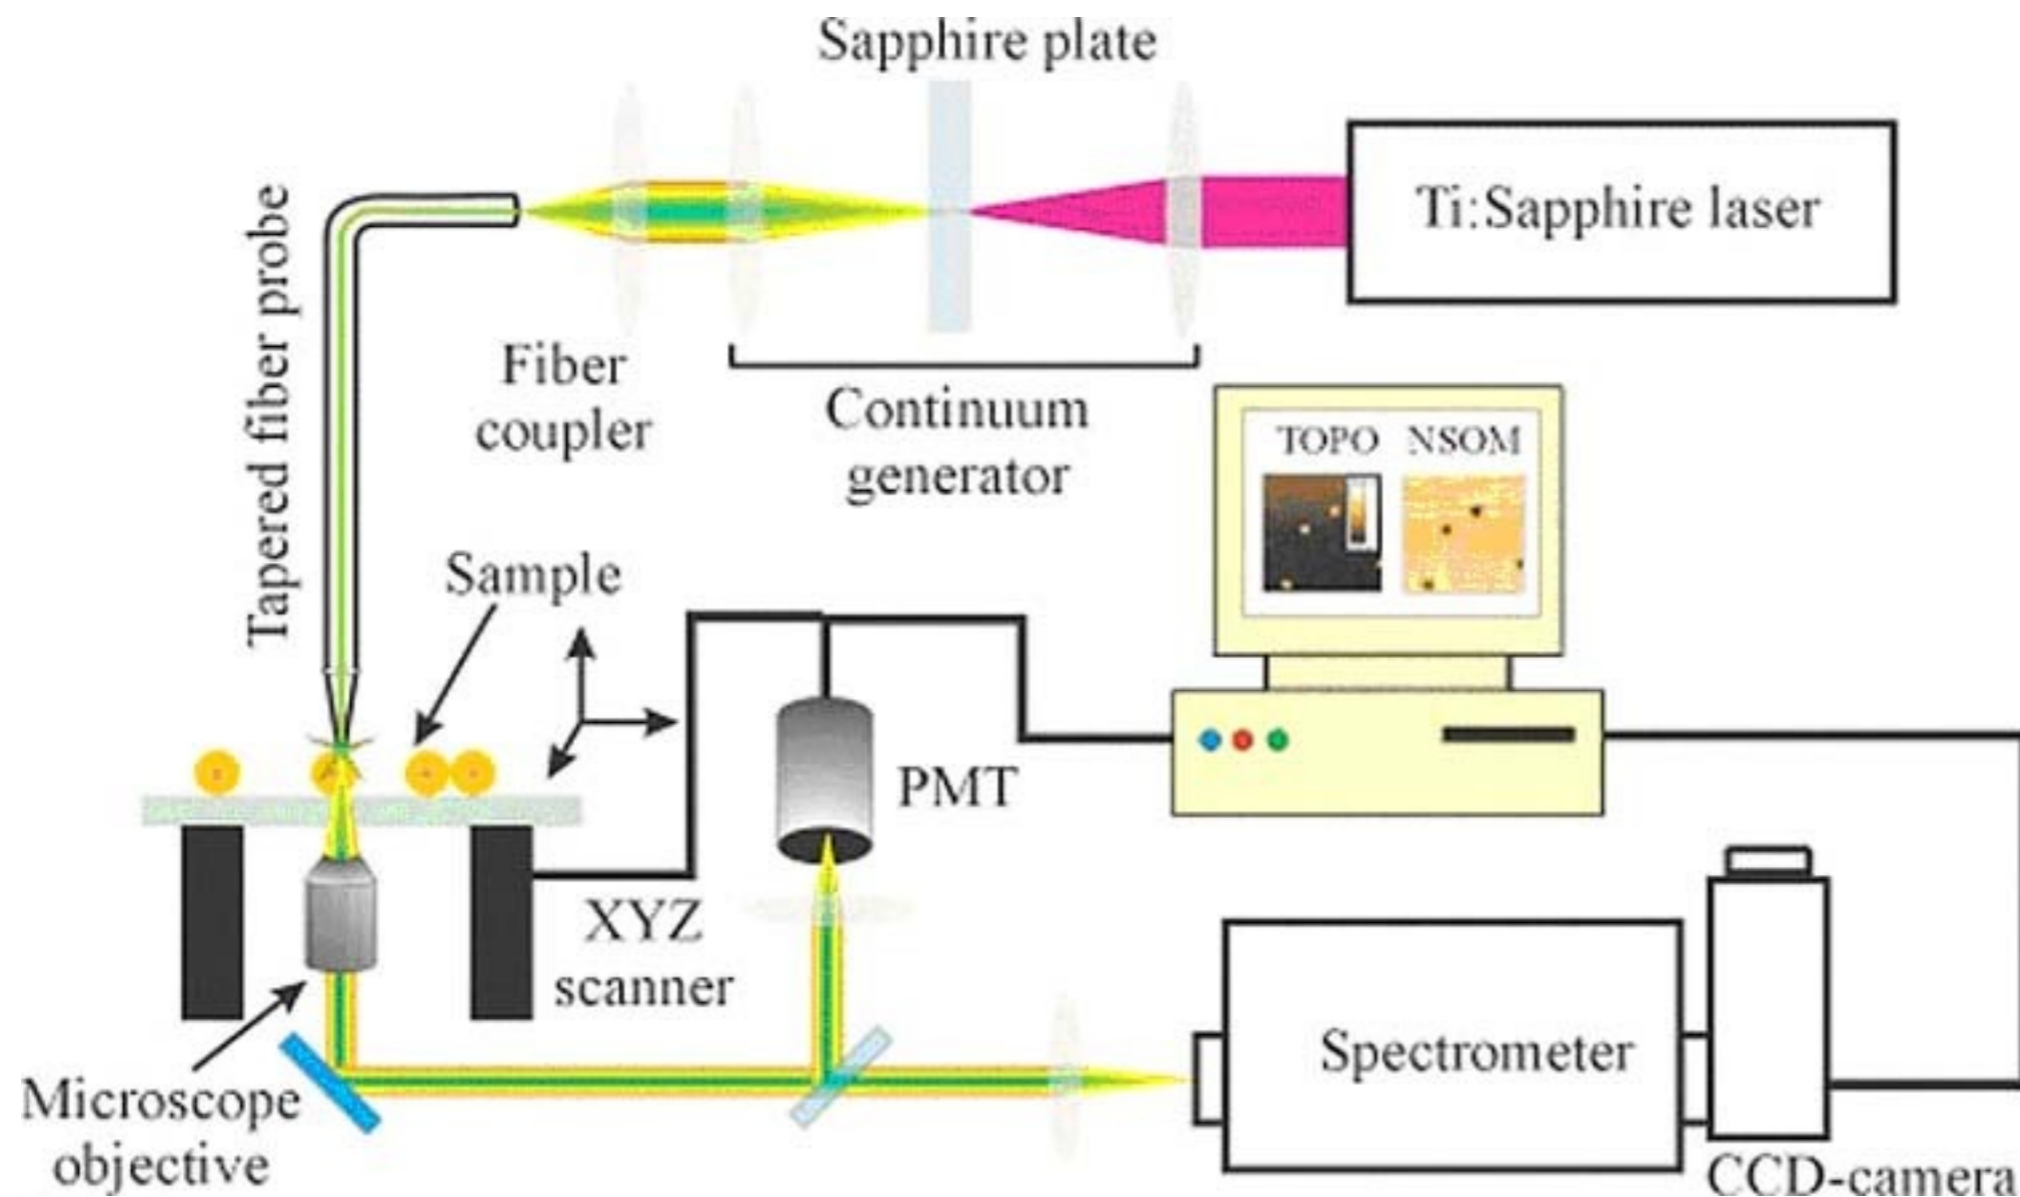 Sapphire plate
Ti:Sapphire laser
Tapered fiber probe
Fiber
coupler
Continuum
generator
TOPO NSOM
Sample
PMT
XYZ
scanner
Spectrometer
Microscope
objective
CCD-camera